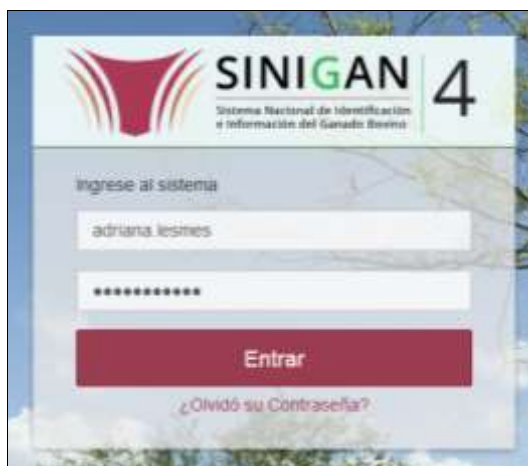 SINIGAN 4
Sistema Nacional de Identificación
e Información del Ganado Bovino
Ingrese al sistema
adriana.lesmes
•••••••••••
Entrar
¿Olvidó su Contraseña?